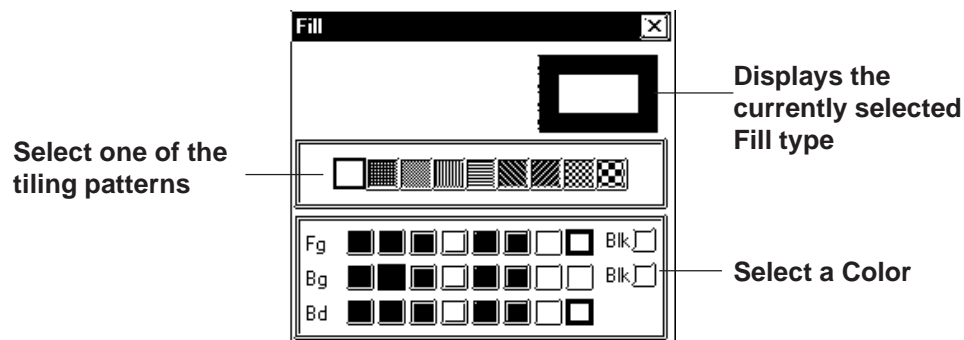 Fill
Displays the
currently selected
Fill type
Select one of the
tiling patterns
Fg Blk
Bg Blk
Select a Color
Bd